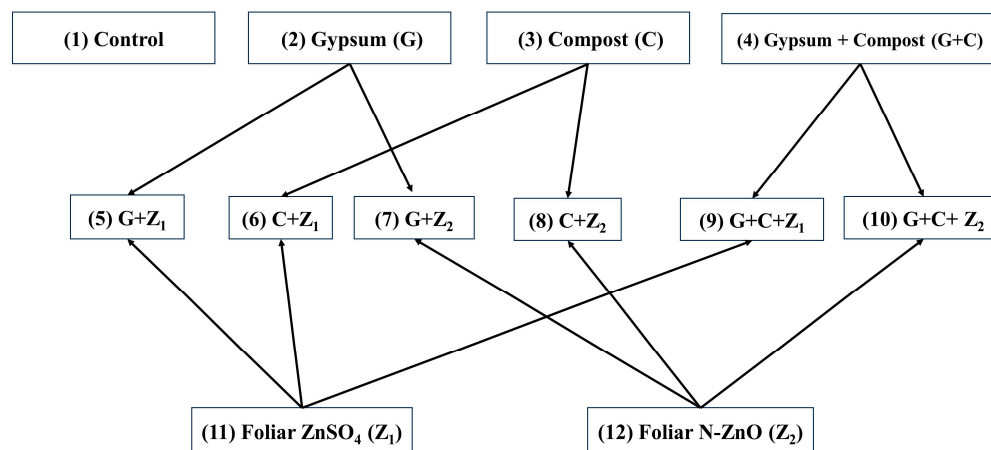 (1) Control
(2) Gypsum (G)
(3) Compost (C)
(4) Gypsum + Compost (G+C)
(5) G+Z₁
(6) C+Z₁
(7) G+Z₂
(8) C+Z₂
(9) G+C+Z₁
(10) G+C+ Z₂
(11) Foliar ZnSO₄ (Z₁)
(12) Foliar N-ZnO (Z₂)